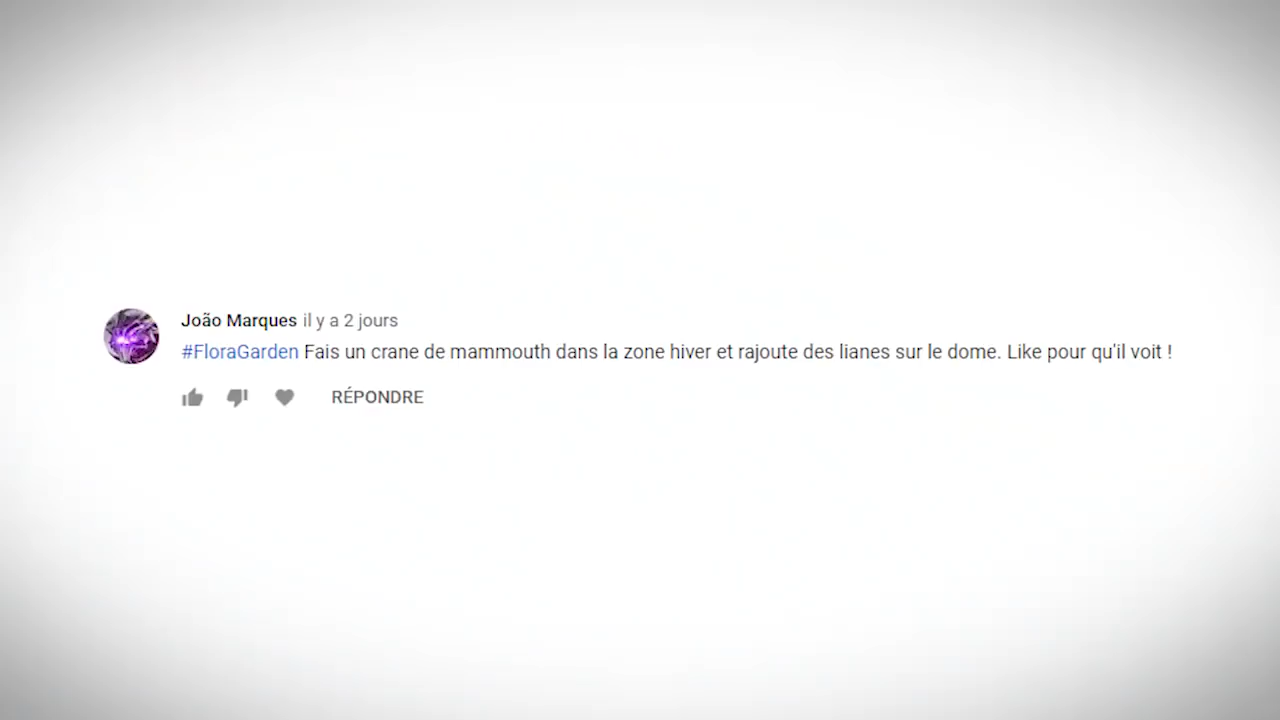 João Marques il y a 2 jours
#FloraGarden Fais un crane de mammouth dans la zone hiver et rajoute des lianes sur le dome. Like pour qu'il voit !
RÉPONDRE